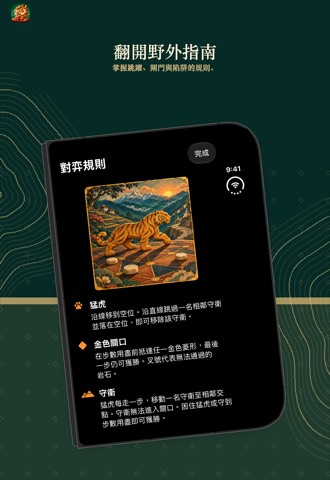 翻開野外指南
掌握跳躍、閘門與陷阱的規則。
對弈規則
完成
9:41
猛虎
沿線移到空位。沿直線跳過一名相鄰守衛
並落在空位，即可移除該守衛。
金色關口
在步數用盡前抵達任一金色菱形，最後
一步仍可獲勝。叉號代表無法通過的
岩石。
守衛
猛虎每走一步，移動一名守衛至相鄰交
點。守衛無法進入關口。困住猛虎或守到
步數用盡即可獲勝。